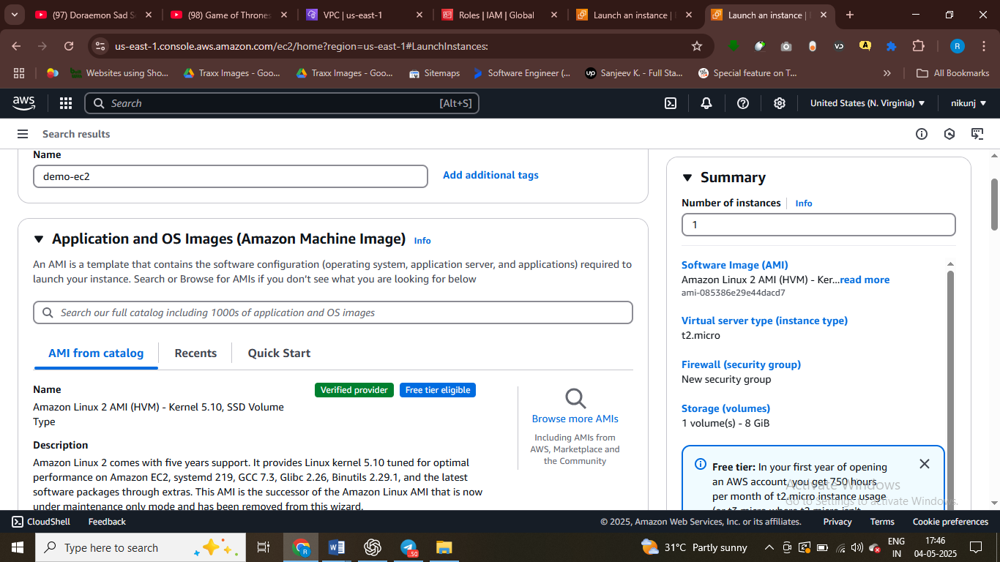 (97) Doraemon Sad S
(98) Game of Thrones
VPC | us-east-1
Roles | IAM | Global
Launch an instance |
Launch an instance |
us-east-1.console.aws.amazon.com/ec2/home?region=us-east-1#LaunchInstances:
R
Websites using Sho...
Traxx Images - Goo...
Traxx Images - Goo...
Sitemaps
Software Engineer (...
up
Sanjeev K. - Full Sta...
Special feature on T...
All Bookmarks
aws
Search
[Alt+S]
United States (N. Virginia)
nikunj
Search results
Name
demo-ec2
Add additional tags
Application and OS Images (Amazon Machine Image) Info
An AMI is a template that contains the software configuration (operating system, application server, and applications) required to
launch your instance. Search or Browse for AMIs if you don't see what you are looking for below
Search our full catalog including 1000s of application and OS images
AMI from catalog
Recents
Quick Start
Name
Verified provider
Free tier eligible
Amazon Linux 2 AMI (HVM) - Kernel 5.10, SSD Volume
Type
Description
Amazon Linux 2 comes with five years support. It provides Linux kernel 5.10 tuned for optimal
performance on Amazon EC2, systemd 219, GCC 7.3, Glibc 2.26, Binutils 2.29.1, and the latest
software packages through extras. This AMI is the successor of the Amazon Linux AMI that is now
under maintenance only mode and has been removed from this wizard.
Browse more AMIs
Including AMIs from
AWS, Marketplace and
the Community
Summary
Number of instances
Info
1
Software Image (AMI)
Amazon Linux 2 AMI (HVM) - Ker...read more
ami-085386e29e44dacd7
Virtual server type (instance type)
t2.micro
Firewall (security group)
New security group
Storage (volumes)
1 volume(s) - 8 GiB
Free tier: In your first year of opening
an AWS account, you get 750 hours
per month of t2.micro instance usage
(or t3.micro where t2.micro isn't
Activate Windows
Go to Settings to activate Windows.
CloudShell
Feedback
© 2025, Amazon Web Services, Inc. or its affiliates.
Privacy
Terms
Cookie preferences
Type here to search
R
.50
31°C Partly sunny
ENG
IN
17:46
04-05-2025